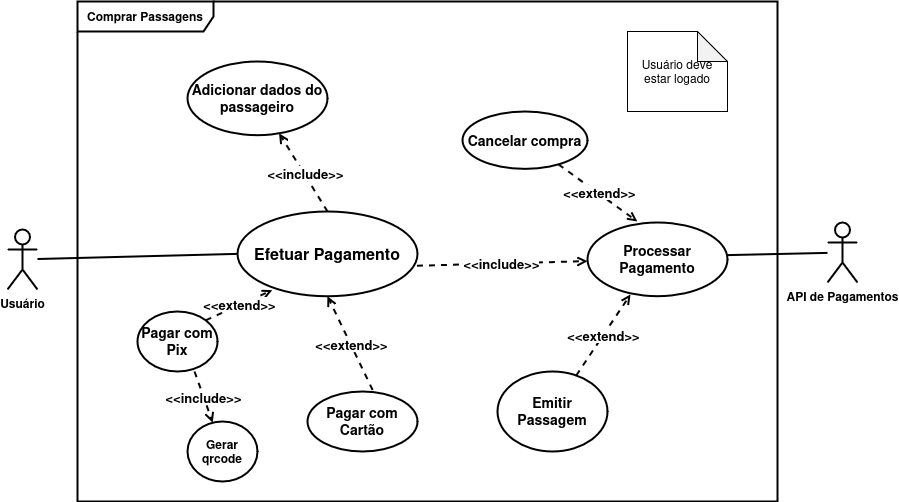 Comprar Passagens
Usuário deve
estar logado
Adicionar dados do
passageiro
Cancelar compra
<<include>>
<<extend>>
Efetuar Pagamento
Processar
Pagamento
<<include>>
Usuário
API de Pagamentos
<<extend>>
Pagar com
Pix
<<extend>>
<<extend>>
<<include>>
Pagar com
Cartão
Emitir
Passagem
Gerar
qrcode